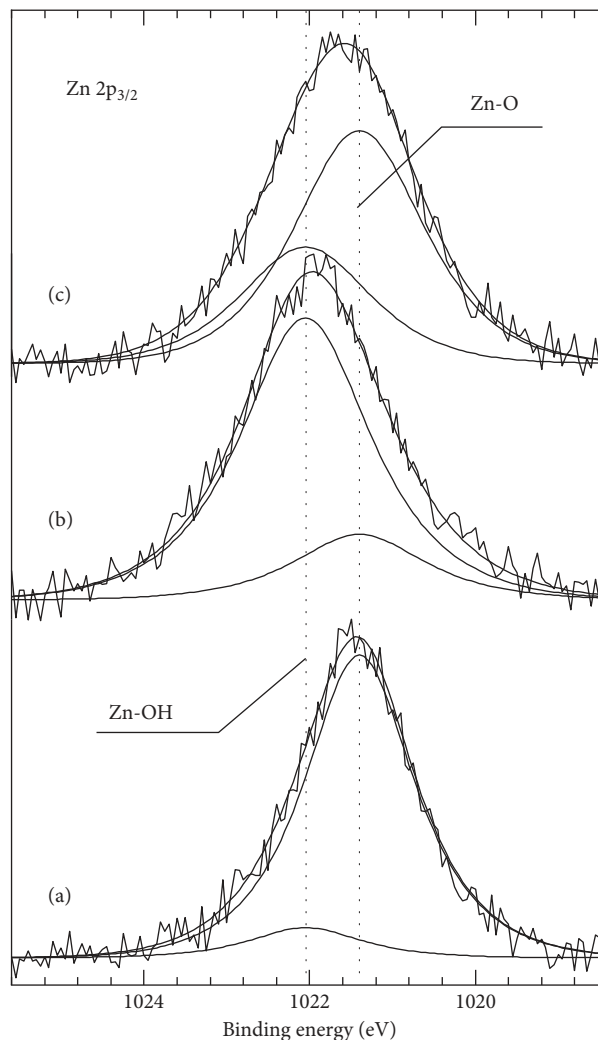 Zn 2p3/2
Zn-O
(c)
(b)
Zn-OH
(a)
1024 1022 1020
Binding energy (eV)